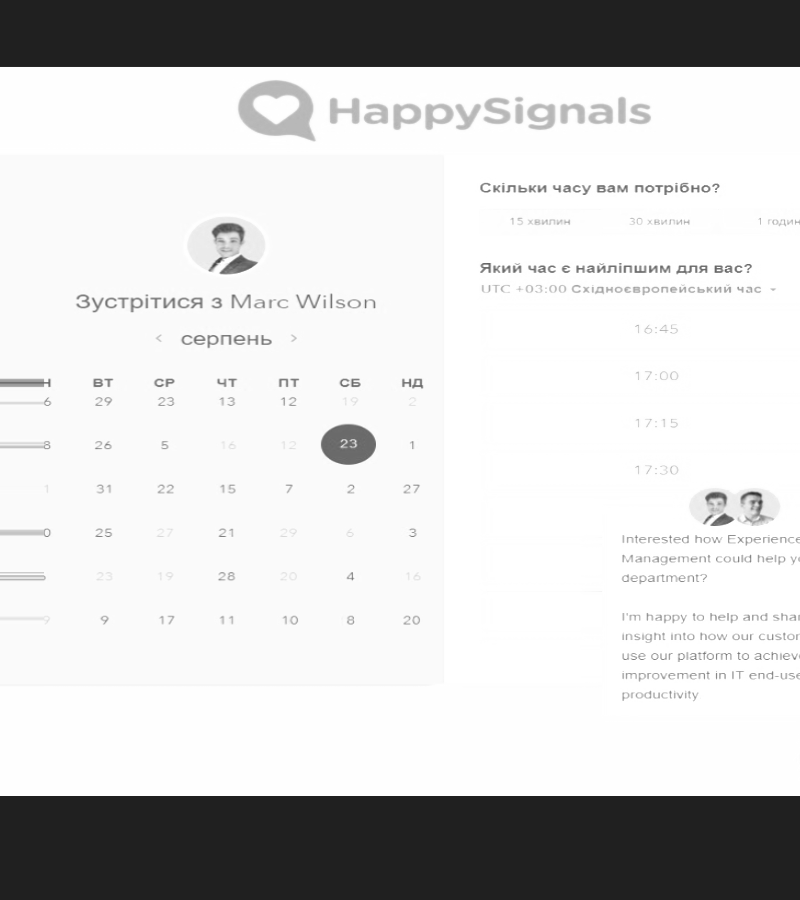 HappySignals
Зустрітися з Marc Wilson
< серпень >
Н ВТ СР ЧТ ПТ СБ НД
6 29 23 13 12 19 2
8 26 5 16 12 23 1
1 31 22 15 7 2 27
0 25 27 21 29 6 3
23 19 28 20 4 16
9 9 17 11 10 8 20
Скільки часу вам потрібно?
15 хвилин 30 хвилин 1 годин
Який час є найліпшим для вас?
UTC +03:00 Східноєвропейський час
16:45
17:00
17:15
17:30
Interested how Experience
Management could help yo
department?
I'm happy to help and shar
insight into how our custom
use our platform to achieve
improvement in IT end-use
productivity